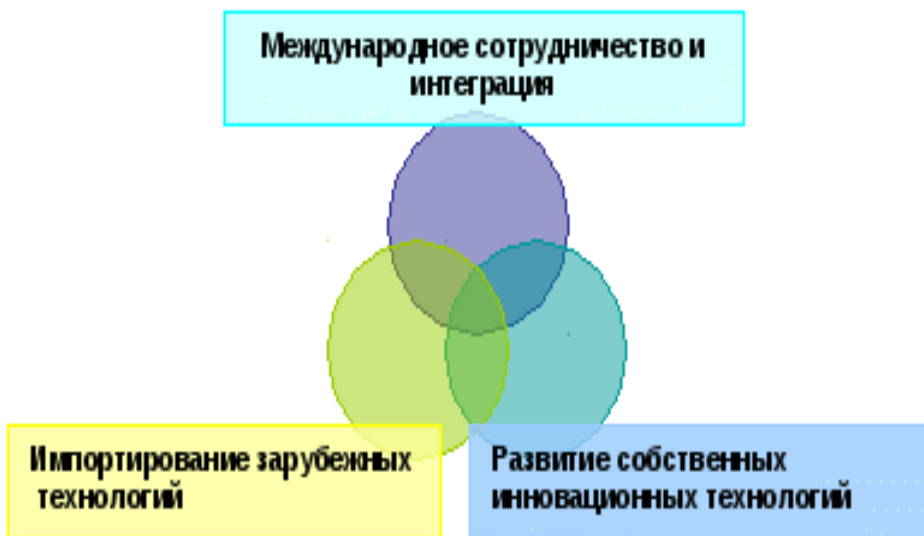 Международное сотрудничество и
интеграция
Импортирование зарубежных
технологий
Развитие собственных
инновационных технологий